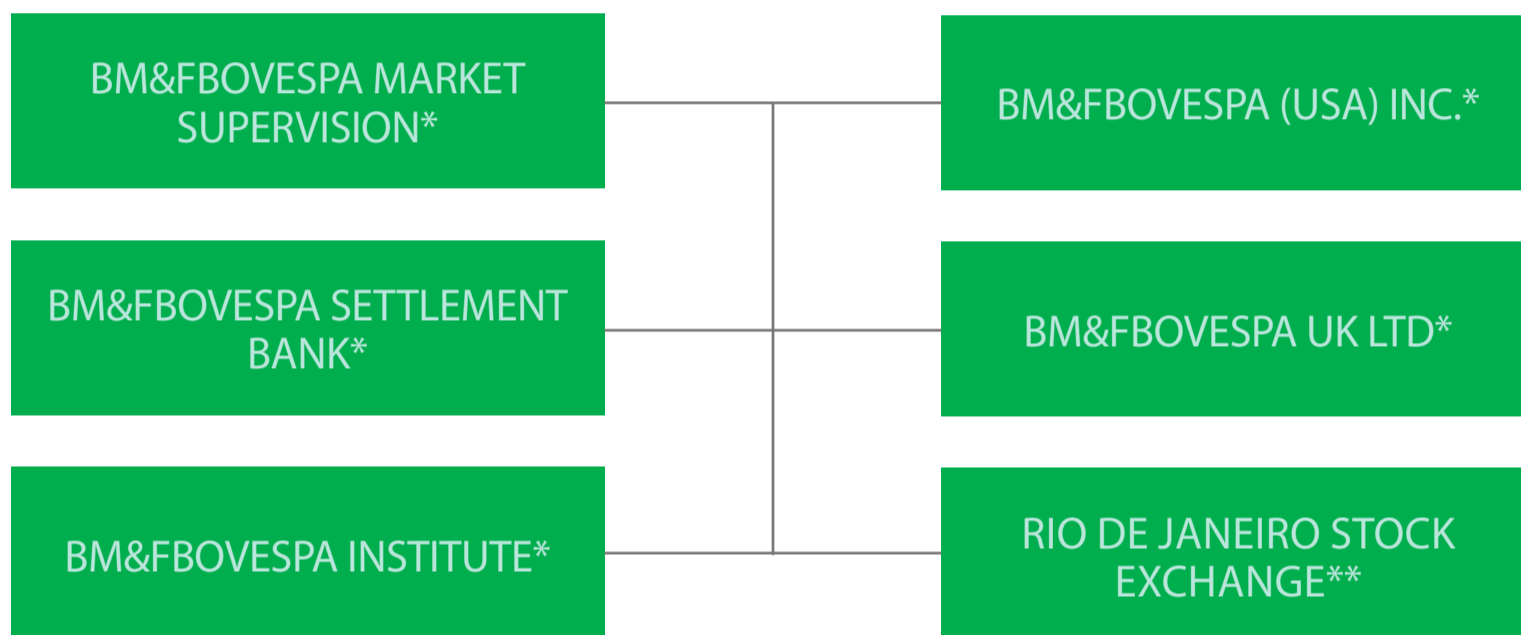 BM&FBOVESPA MARKET
SUPERVISION*
BM&FBOVESPA (USA) INC.*
BM&FBOVESPA SETTLEMENT
BANK*
BM&FBOVESPA UK LTD*
BM&FBOVESPA INSTITUTE*
RIO DE JANEIRO STOCK
EXCHANGE**